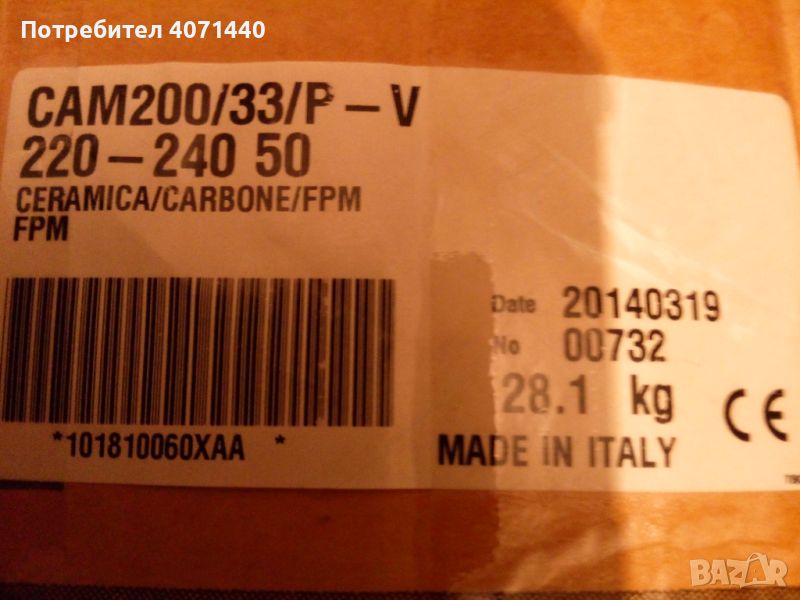 Потребител 4071440
CAM200/33/P – V
220 – 240 50
CERAMICA/CARBONE/FPM
FPM
*101810060XAA *
Date 20140319
No 00732
28.1 kg
CE
MADE IN ITALY
BAZAR